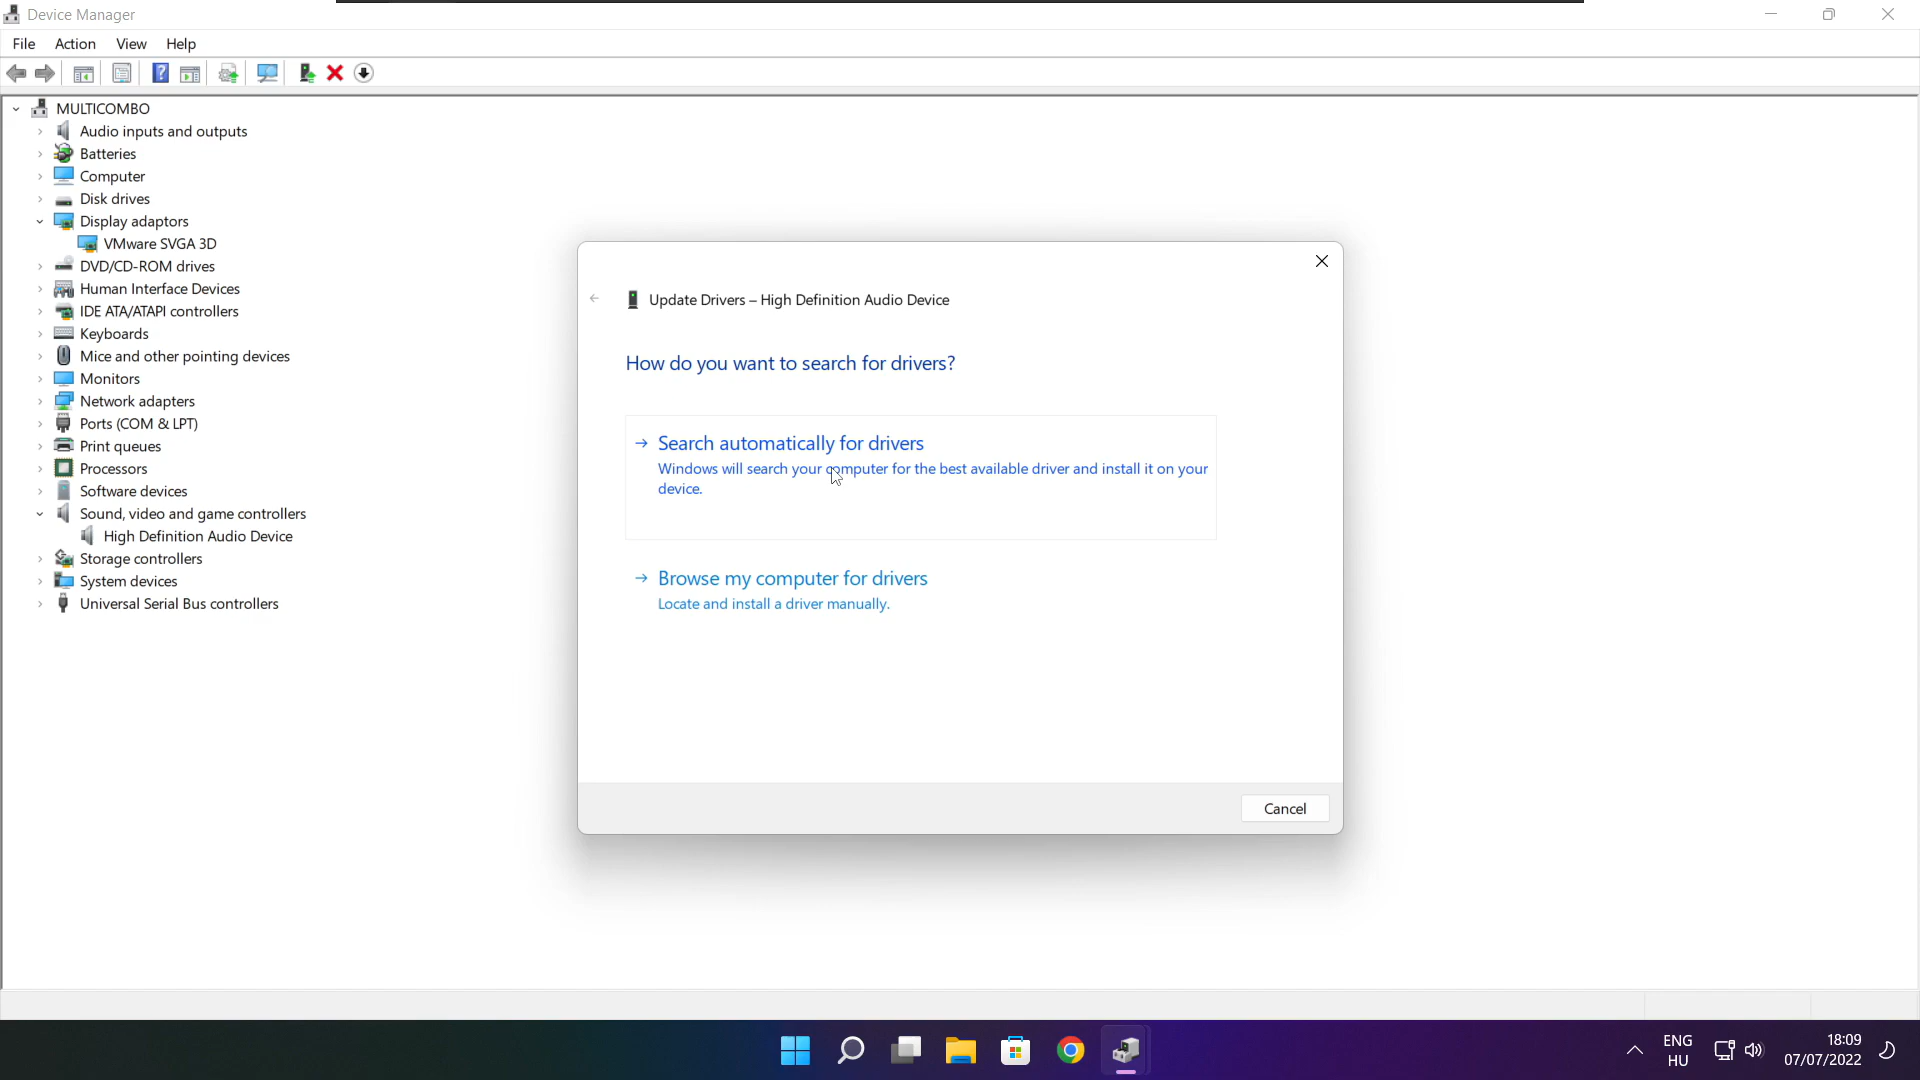 Device Manager
File Action View Help
MULTICOMBO
Audio inputs and outputs
Batteries
Computer
Disk drives
Display adaptors
VMware SVGA 3D
DVD/CD-ROM drives
Human Interface Devices
IDE ATA/ATAPI controllers
Keyboards
Mice and other pointing devices
Monitors
Network adapters
Ports (COM & LPT)
Print queues
Processors
Software devices
Sound, video and game controllers
High Definition Audio Device
Storage controllers
System devices
Universal Serial Bus controllers
Update Drivers – High Definition Audio Device
How do you want to search for drivers?
Search automatically for drivers
Windows will search your computer for the best available driver and install it on your
device.
Browse my computer for drivers
Locate and install a driver manually.
Cancel
ENG
HU
18:09
07/07/2022